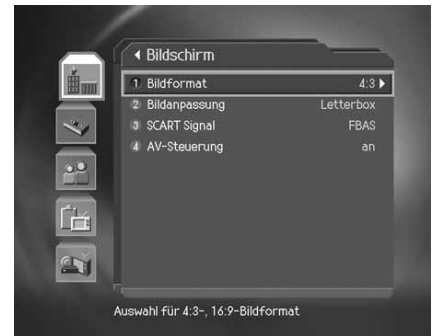 Bildschirm
1 Bildformat 4:3
2 Bildanpassung Letterbox
3 SCART Signal FBAS
4 AV-Steuerung an
Auswahl für 4:3-, 16:9-Bildformat